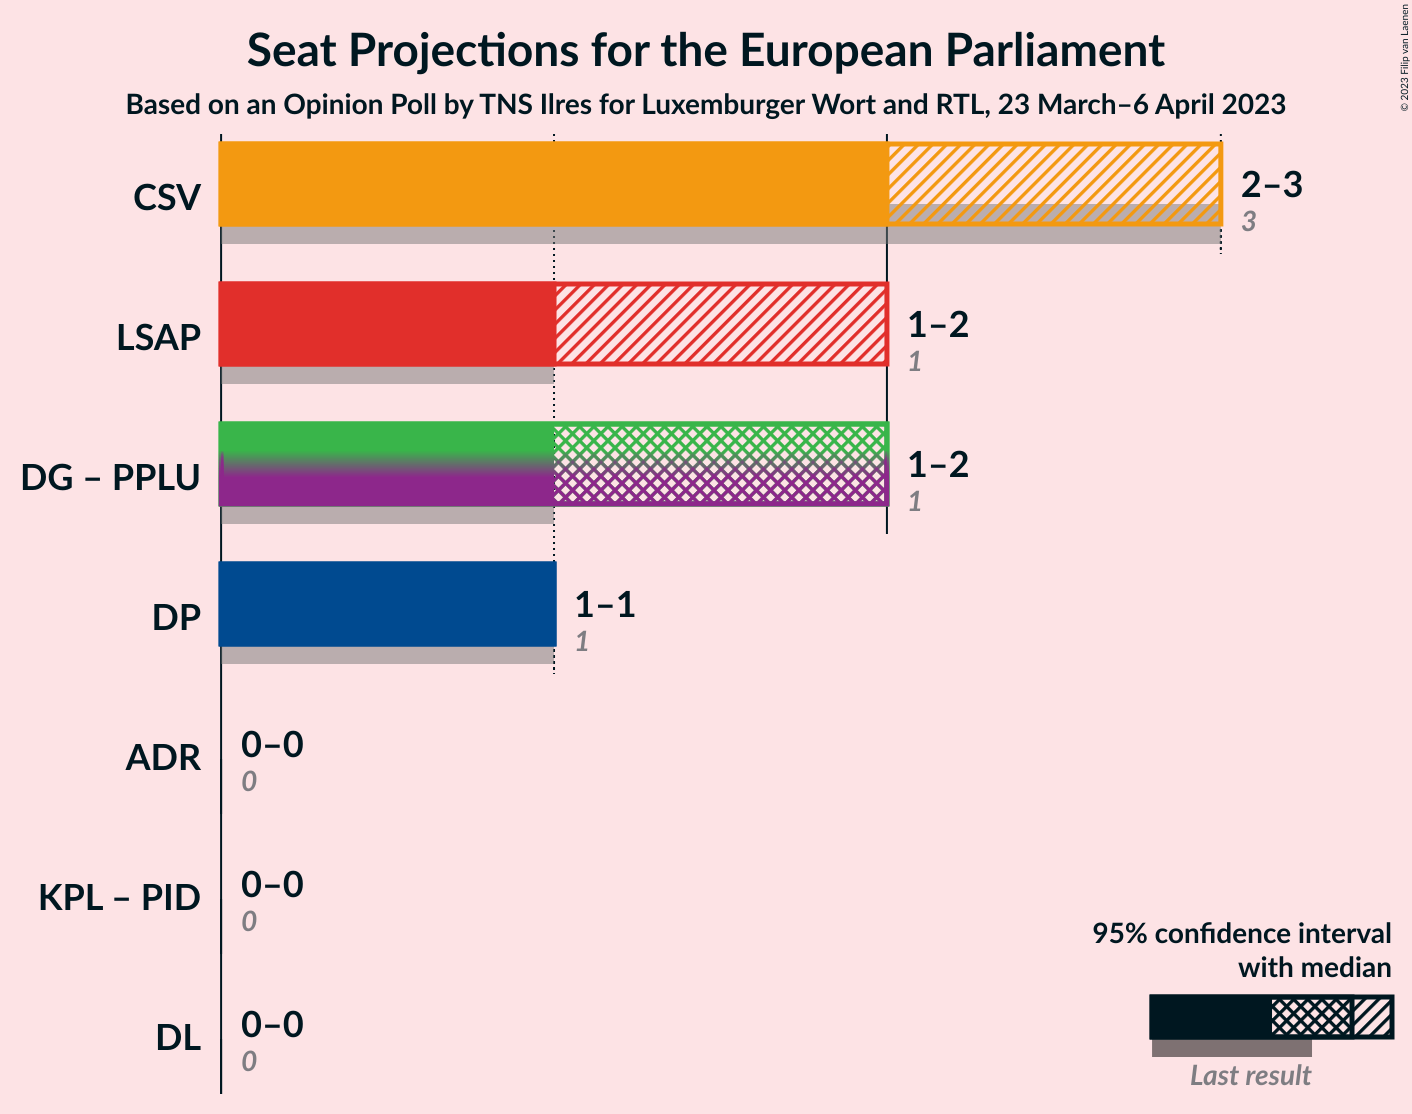 Seat Projections for the European Parliament
Based on an Opinion Poll by TNS Ilres for Luxemburger Wort and RTL, 23 March–6 April 2023
© 2023 Filip van Laenen
CSV
2–3
3
LSAP
1–2
1
DG – PPLU
1–2
1
DP
1–1
1
ADR
0–0
0
KPL – PID
0–0
0
DL
0–0
0
95% confidence interval
with median
Last result